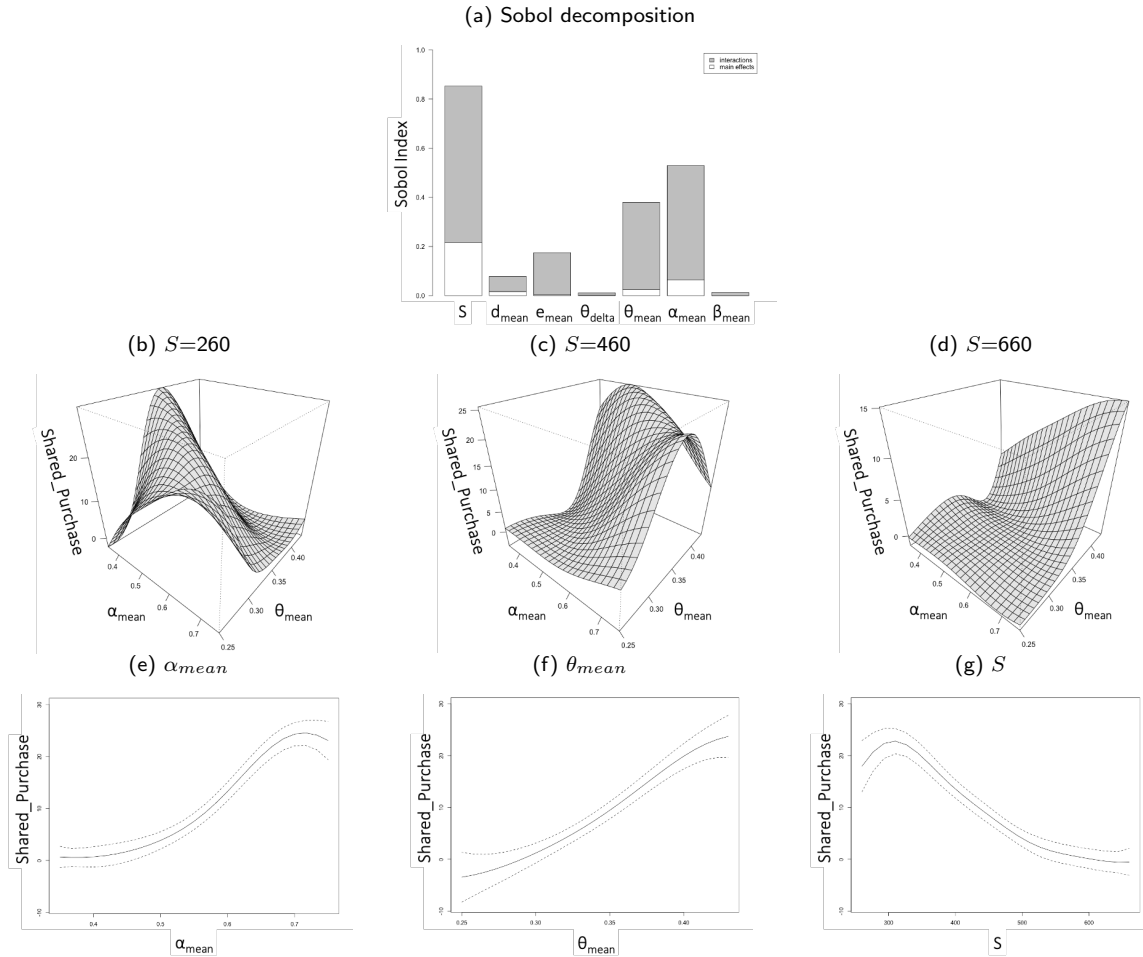 (a) Sobol decomposition
1.0
0.8
0.6
0.4
0.2
0.0
Sobol Index
interactions
main effects
S
d_mean
e_mean
θ_delta
θ_mean
α_mean
β_mean
(b) S=260
(c) S=460
(d) S=660
Shared_Purchase
20
10
0
0.4
0.5
0.6
0.7
α_mean
0.25
0.30
0.35
0.40
θ_mean
Shared_Purchase
25
20
15
10
5
0
0.4
0.5
0.6
0.7
α_mean
0.25
0.30
0.35
0.40
θ_mean
Shared_Purchase
15
10
5
0
0.4
0.5
0.6
0.7
α_mean
0.25
0.30
0.35
0.40
θ_mean
(e) α_mean
(f) θ_mean
(g) S
Shared_Purchase
30
20
10
0
-10
0.4
0.5
0.6
0.7
α_mean
Shared_Purchase
30
20
10
0
-10
0.25
0.30
0.35
0.40
θ_mean
Shared_Purchase
30
20
10
0
-10
300
400
500
600
S